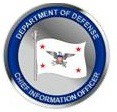 DEPARTMENT OF DEFENSE
CHIEF INFORMATION OFFICER